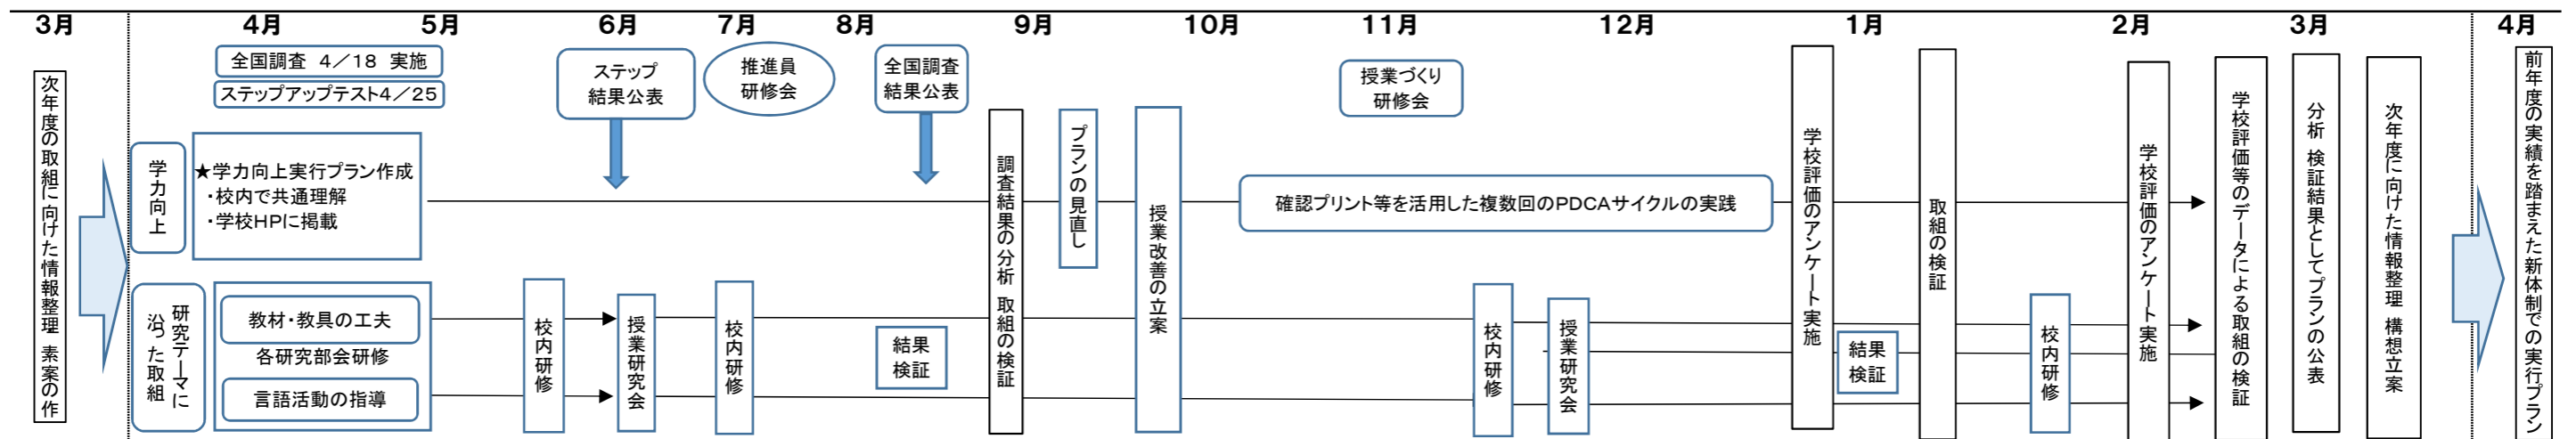 3月
4月
5月
6月
7月
8月
9月
10月
11月
12月
1月
2月
3月
4月
次年度の取組に向けた情報整理 素案の作
全国調査 4/18 実施
ステップアップテスト4/25
学力向上
★学力向上実行プラン作成
・校内で共通理解
・学校HPに掲載
研究テーマに
沿った取組
教材・教具の工夫
各研究部会研修
言語活動の指導
校内研修
ステップ
結果公表
授業研究会
推進員
研修会
校内研修
全国調査
結果公表
結果
検証
調査結果の分析 取組の検証
プランの見直し
授業改善の立案
授業づくり
研修会
確認プリント等を活用した複数回のPDCAサイクルの実践
校内研修
授業研究会
学校評価のアンケート実施
結果
検証
取組の検証
校内研修
学校評価のアンケート実施
学校評価等のデータによる取組の検証
分析 検証結果としてプランの公表
次年度に向けた情報整理 構想立案
前年度の実績を踏まえた新体制での実行プラン